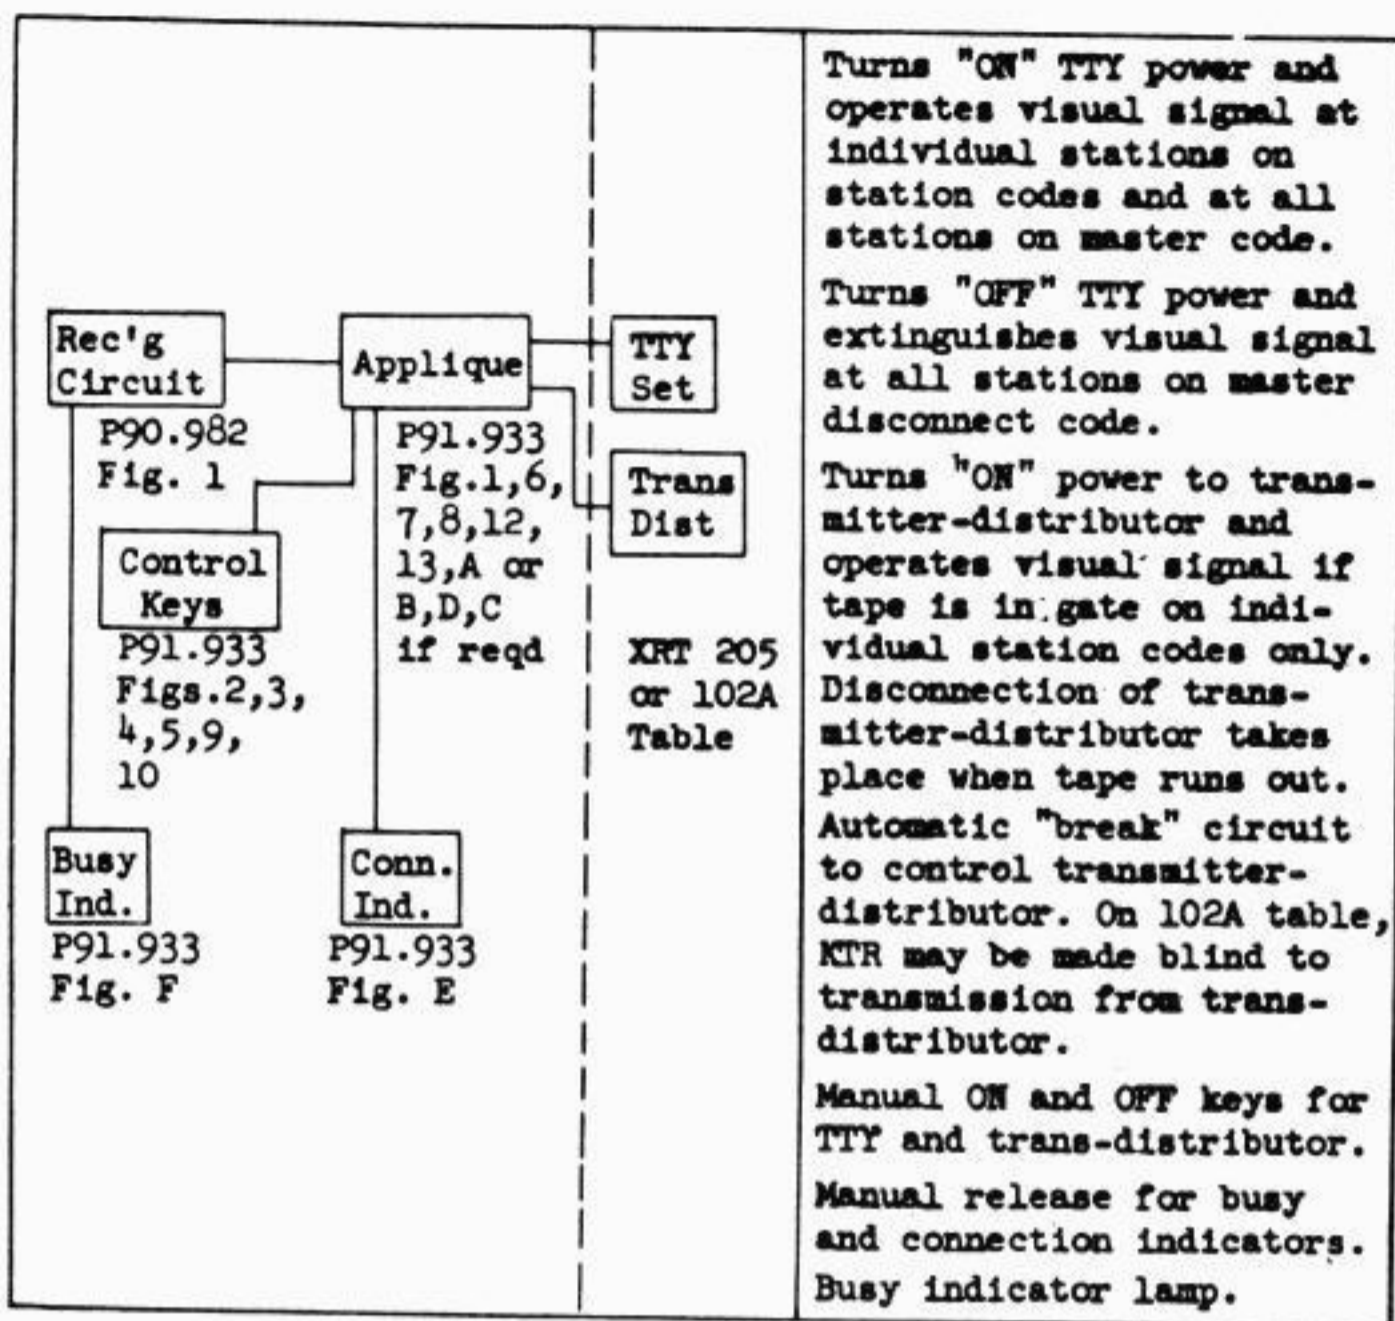 Rec'g
Circuit
P90.982
Fig. 1
Applique
P91.933
Fig.1,6,
7,8,12,
13,A or
B,D,C
if reqd
TTY
Set
Trans
Dist
XRT 205
or 102A
Table
Control
Keys
P91.933
Figs.2,3,
4,5,9,
10
Busy
Ind.
P91.933
Fig. F
Conn.
Ind.
P91.933
Fig. E
Turns "ON" TTY power and
operates visual signal at
individual stations on
station codes and at all
stations on master code.
Turns "OFF" TTY power and
extinguishes visual signal
at all stations on master
disconnect code.
Turns "ON" power to trans-
mitter-distributor and
operates visual signal if
tape is in gate on indi-
vidual station codes only.
Disconnection of trans-
mitter-distributor takes
place when tape runs out.
Automatic "break" circuit
to control transmitter-
distributor. On 102A table,
KTR may be made blind to
transmission from trans-
distributor.
Manual ON and OFF keys for
TTY and trans-distributor.
Manual release for busy
and connection indicators.
Busy indicator lamp.